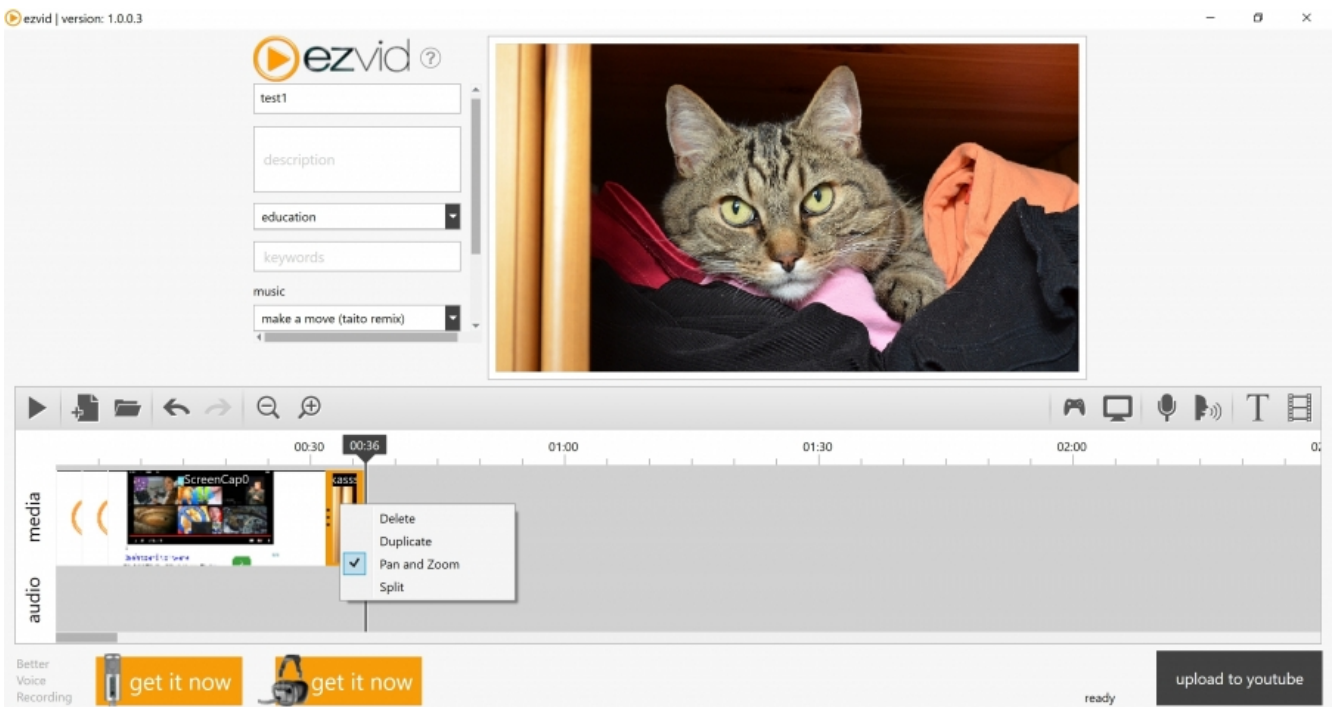 ezvid | version: 1.0.0.3
ezvid ?
test1
description
education
keywords
music
make a move (taito remix)
T
00:30 00:36 01:00 01:30 02:00
media
ScreenCap0
Delete
Duplicate
Pan and Zoom
Split
audio
Better
Voice
Recording
get it now
get it now
ready
upload to youtube